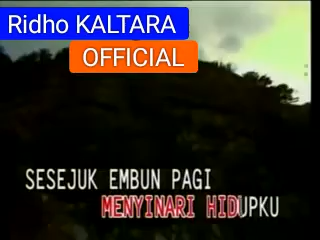 Ridho KALTARA
OFFICIAL
SESEJUK EMBUN PAGI
MENYINARI HIDUPKU